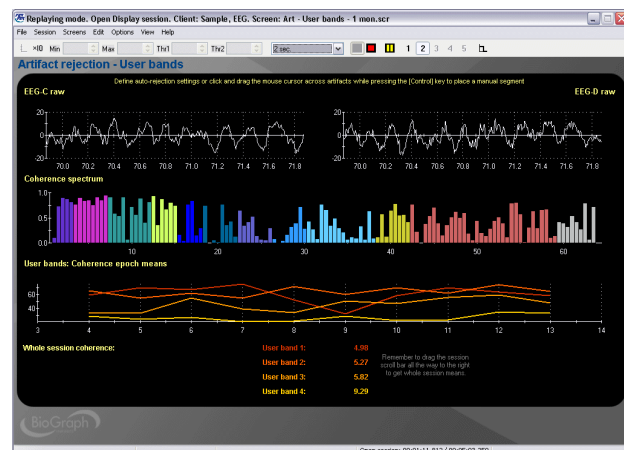 Replaying mode. Open Display session. Client: Sample, EEG. Screen: Art - User bands - 1 mon.scr
File Session Screens Edit Options View Help
×10 Min Max Thr1 Thr2 2 sec. 1 2 3 4 5
Artifact rejection - User bands
Define auto-rejection settings or click and drag the mouse cursor across artifacts while pressing the [Control] key to place a manual segment
EEG-C raw EEG-D raw
20 20
0 0
-20 -20
70.0 70.2 70.4 70.6 70.8 71.0 71.2 71.4 71.6 71.8 70.0 70.2 70.4 70.6 70.8 71.0 71.2 71.4 71.6 71.8
Coherence spectrum
1.0
0.5
0.0
10 20 30 40 50 60
User bands: Coherence epoch means
60
40
3 4 5 6 7 8 9 10 11 12 13 14
Whole session coherence: User band 1: 4.98
User band 2: 5.27
User band 3: 5.82
User band 4: 9.29
Remember to drag the session
scroll bar all the way to the right
to get whole session means.
BioGraph